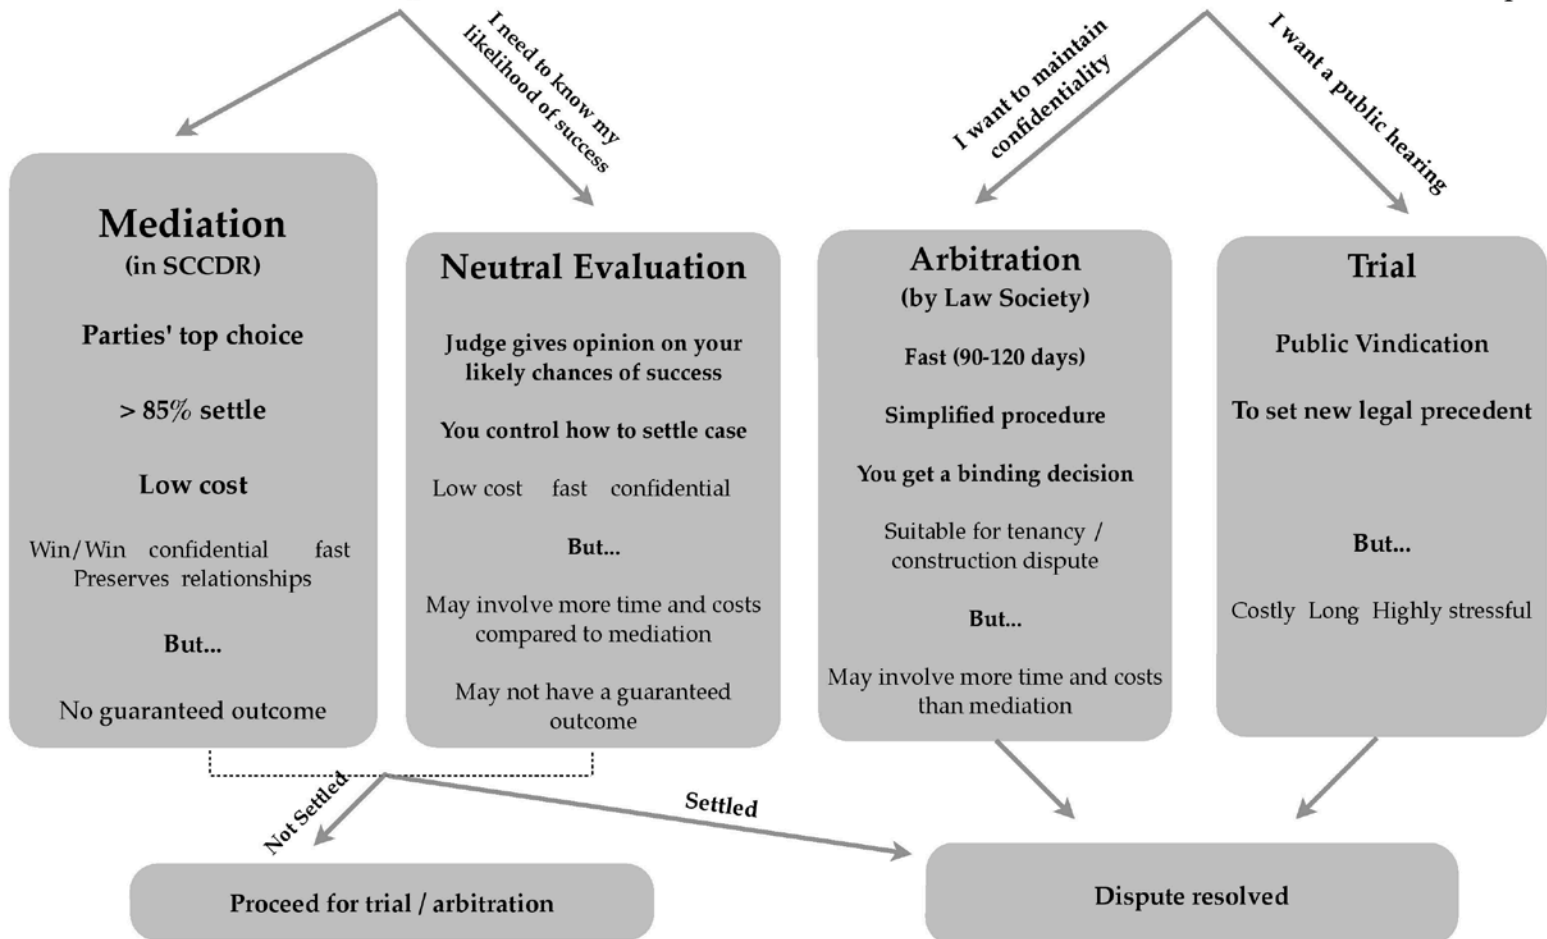 I need to know my
likelihood of success
I want to maintain
confidentiality
I want a public hearing
Mediation
(in SCCDR)
Parties' top choice
> 85% settle
Low cost
Win/Win confidential fast
Preserves relationships
But...
No guaranteed outcome
Neutral Evaluation
Judge gives opinion on your
likely chances of success
You control how to settle case
Low cost fast confidential
But...
May involve more time and costs
compared to mediation
May not have a guaranteed
outcome
Arbitration
(by Law Society)
Fast (90-120 days)
Simplified procedure
You get a binding decision
Suitable for tenancy /
construction dispute
But...
May involve more time and costs
than mediation
Trial
Public Vindication
To set new legal precedent
But...
Costly Long Highly stressful
Not Settled
Settled
Proceed for trial / arbitration
Dispute resolved